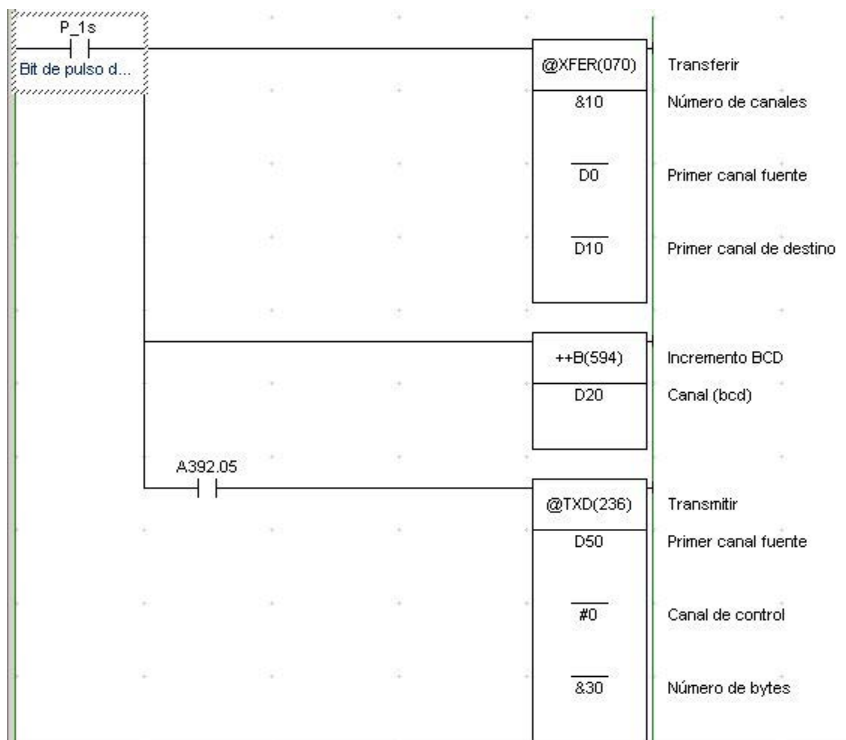 P_1s
Bit de pulso d...
@XFER(070) Transferir
&10 Número de canales
D0 Primer canal fuente
D10 Primer canal de destino
++B(594) Incremento BCD
D20 Canal (bcd)
A392.05
@TXD(236) Transmitir
D50 Primer canal fuente
#0 Canal de control
&30 Número de bytes